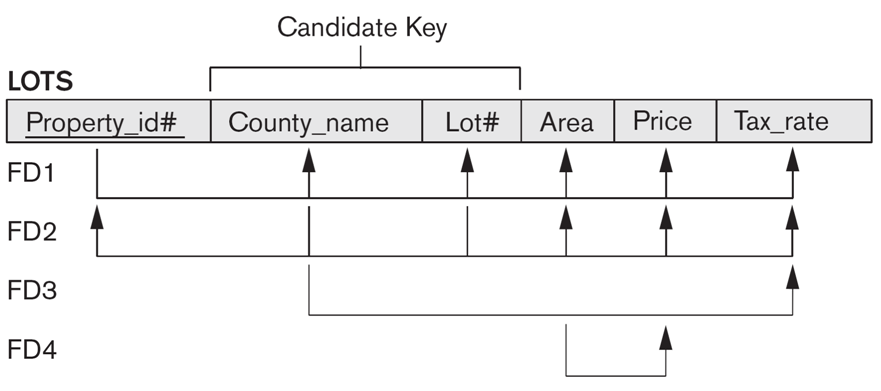 Candidate Key
LOTS
Property_id# County_name Lot# Area Price Tax_rate
FD1
FD2
FD3
FD4